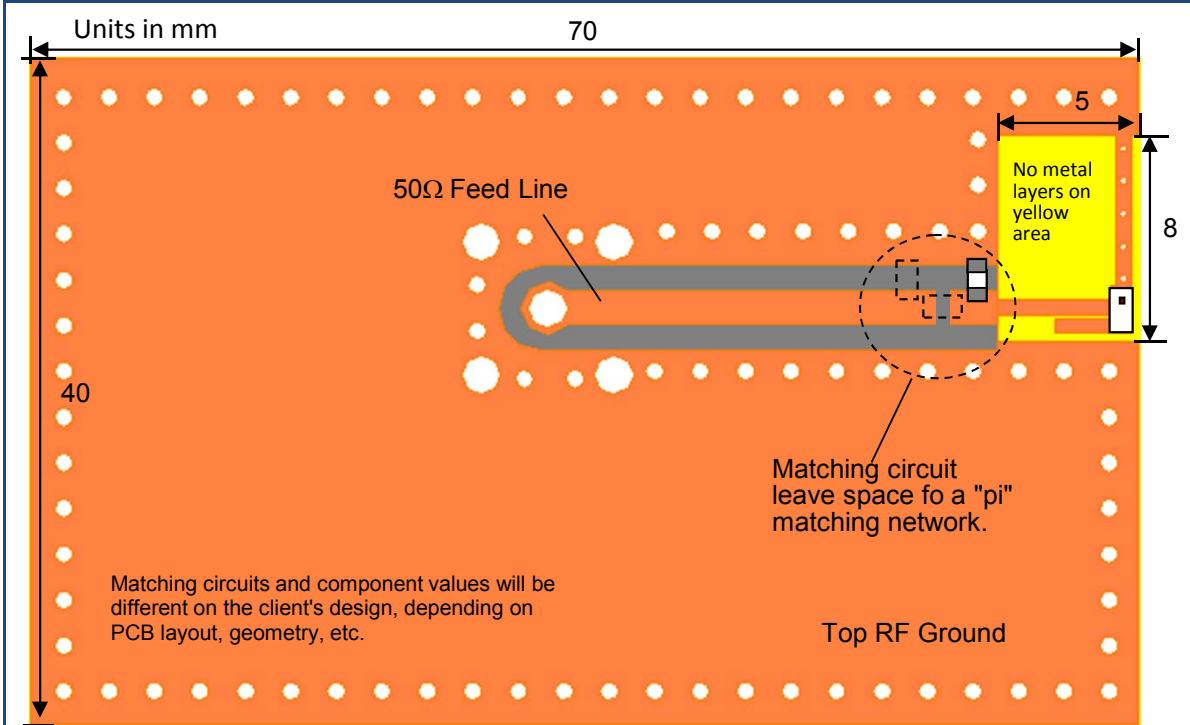 Units in mm
70
5
No metal
layers on
yellow
area
8
50Ω Feed Line
40
Matching circuit
leave space fo a "pi"
matching network.
Matching circuits and component values will be
different on the client's design, depending on
PCB layout, geometry, etc.
Top RF Ground